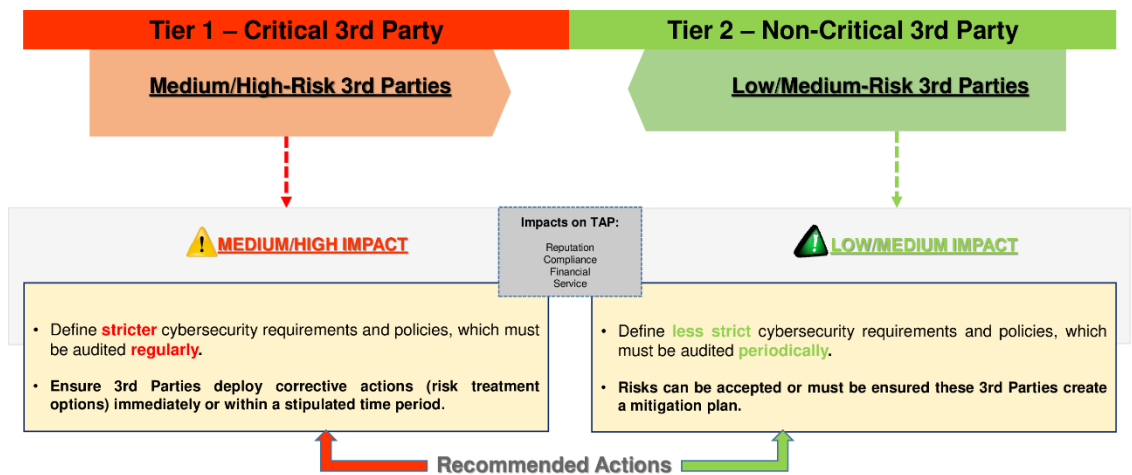 Tier 1 – Critical 3rd Party
Tier 2 – Non-Critical 3rd Party
Medium/High-Risk 3rd Parties
Low/Medium-Risk 3rd Parties
Impacts on TAP:
Reputation
Compliance
Financial
Service
MEDIUM/HIGH IMPACT
LOW/MEDIUM IMPACT
• Define stricter cybersecurity requirements and policies, which must
be audited regularly.
• Ensure 3rd Parties deploy corrective actions (risk treatment
options) immediately or within a stipulated time period.
• Define less strict cybersecurity requirements and policies, which
must be audited periodically.
• Risks can be accepted or must be ensured these 3rd Parties create
a mitigation plan.
Recommended Actions